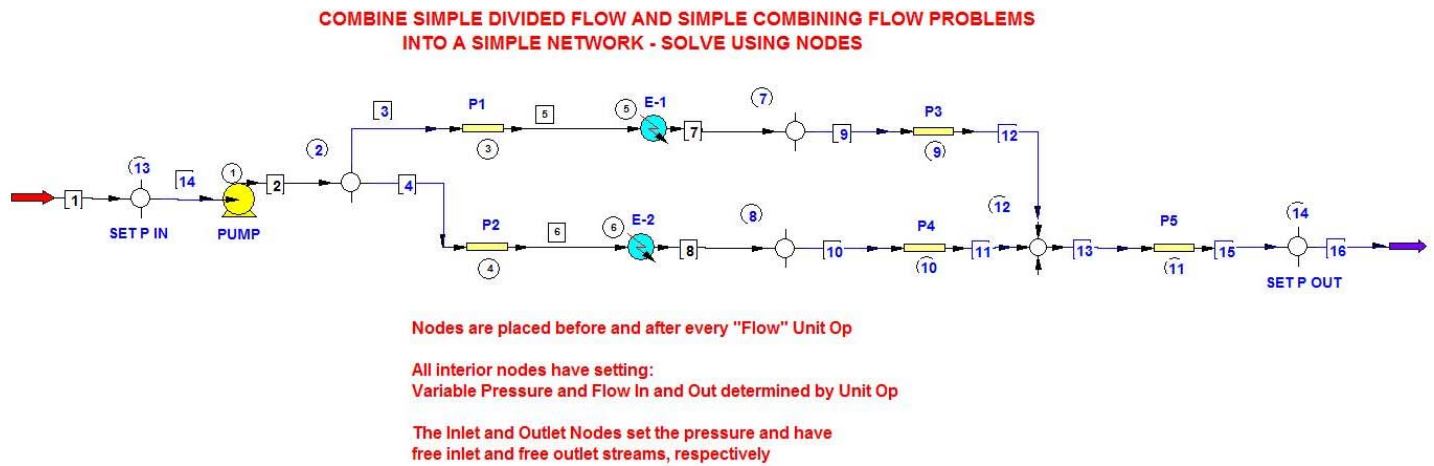 COMBINE SIMPLE DIVIDED FLOW AND SIMPLE COMBINING FLOW PROBLEMS
INTO A SIMPLE NETWORK - SOLVE USING NODES
3
P1
5
5
E-1
7
7
9
P3
12
3
9
2
13
1
14
1
2
4
SET P IN
PUMP
P2
6
6
E-2
8
8
10
P4
11
12
13
P5
15
14
16
4
10
11
SET P OUT
Nodes are placed before and after every "Flow" Unit Op
All interior nodes have setting:
Variable Pressure and Flow In and Out determined by Unit Op
The Inlet and Outlet Nodes set the pressure and have
free inlet and free outlet streams, respectively